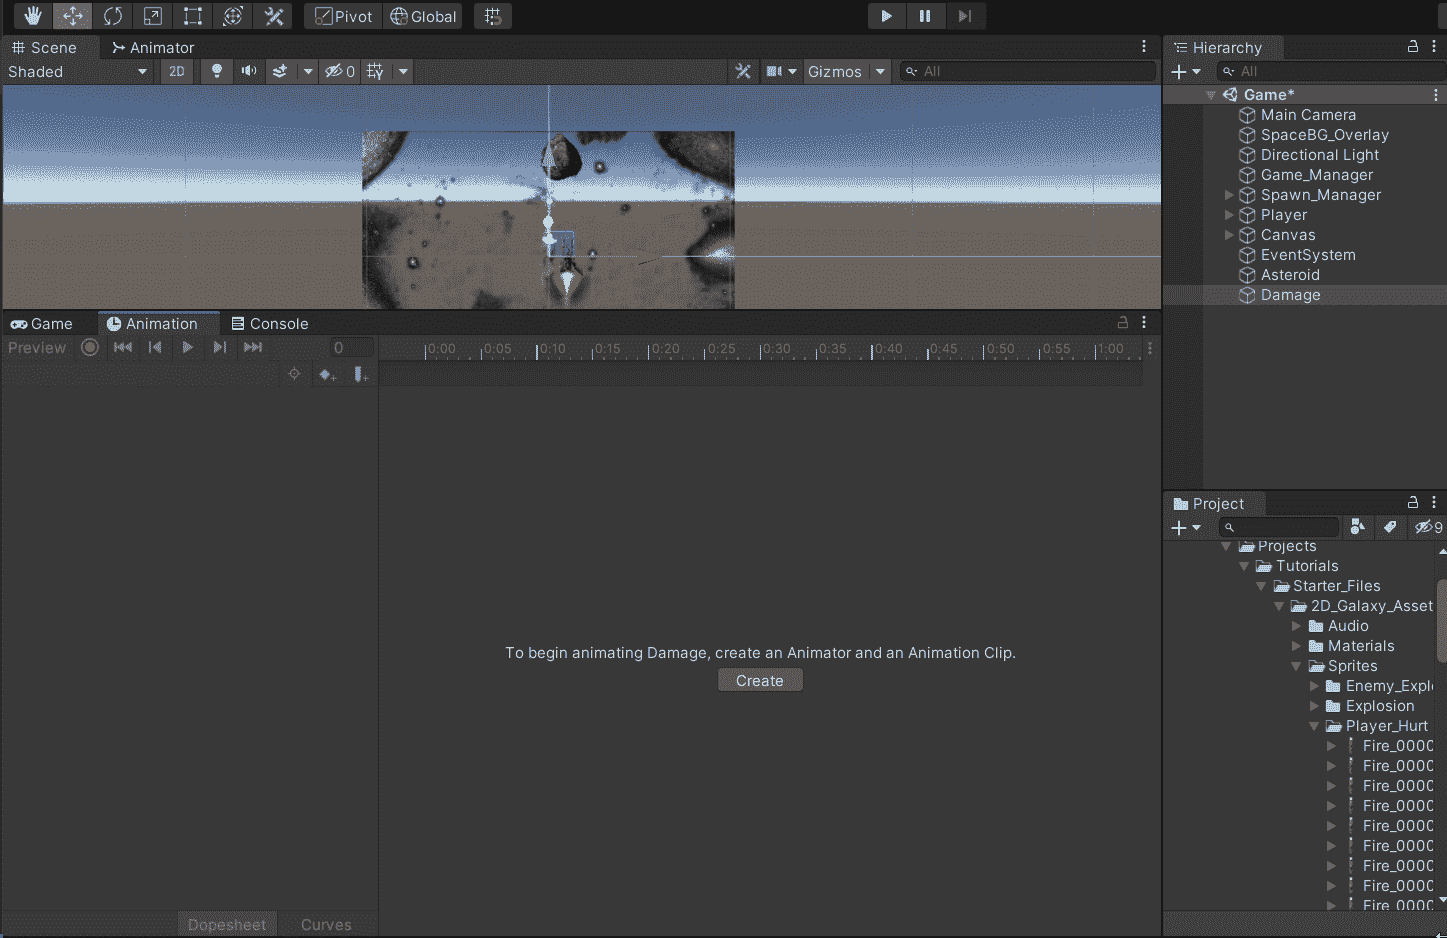 Pivot Global
Scene Animator
Shaded 2D 0 Gizmos All
Game Animation Console
Preview 0 0:00 0:05 0:10 0:15 0:20 0:25 0:30 0:35 0:40 0:45 0:50 0:55 1:00
To begin animating Damage, create an Animator and an Animation Clip.
Create
Dopesheet Curves
Hierarchy
All
Game*
Main Camera
SpaceBG_Overlay
Directional Light
Game_Manager
Spawn_Manager
Player
Canvas
EventSystem
Asteroid
Damage
Project
9
Projects
Tutorials
Starter_Files
2D_Galaxy_Asset
Audio
Materials
Sprites
Enemy_Expl
Explosion
Player_Hurt
Fire_0000
Fire_0000
Fire_0000
Fire_0000
Fire_0000
Fire_0000
Fire_0000
Fire_0000
Fire_0000